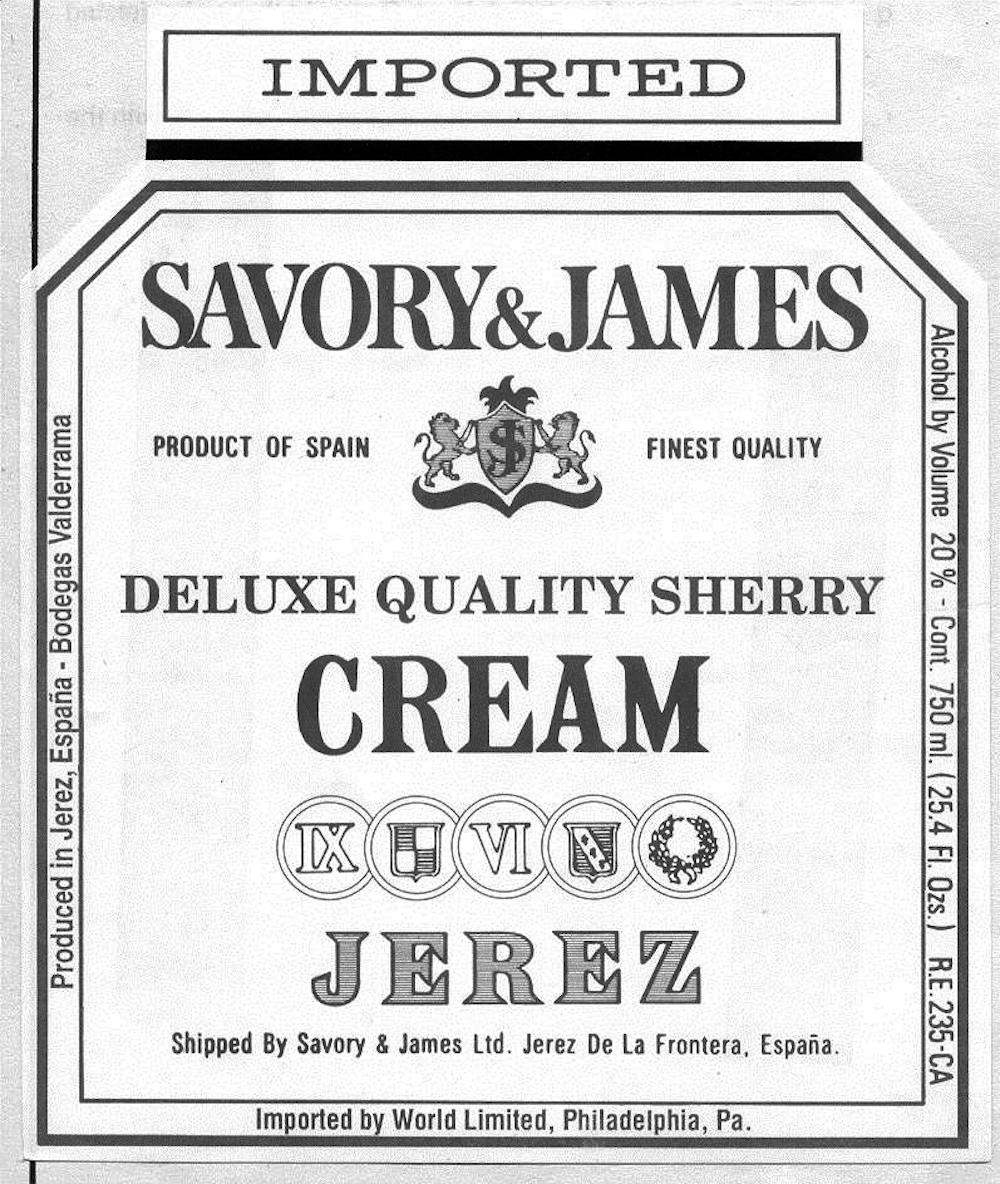 IMPORTED
SAVORY & JAMES
PRODUCT OF SPAIN
SJ
FINEST QUALITY
DELUXE QUALITY SHERRY
CREAM
IX VI
JEREZ
Shipped By Savory & James Ltd. Jerez De La Frontera, España.
Imported by World Limited, Philadelphia, Pa.
Produced in Jerez, España - Bodegas Valderrama
Alcohol by Volume 20 % - Cont. 750 ml. (25.4 Fl. Ozs.) R.E. 235-CA